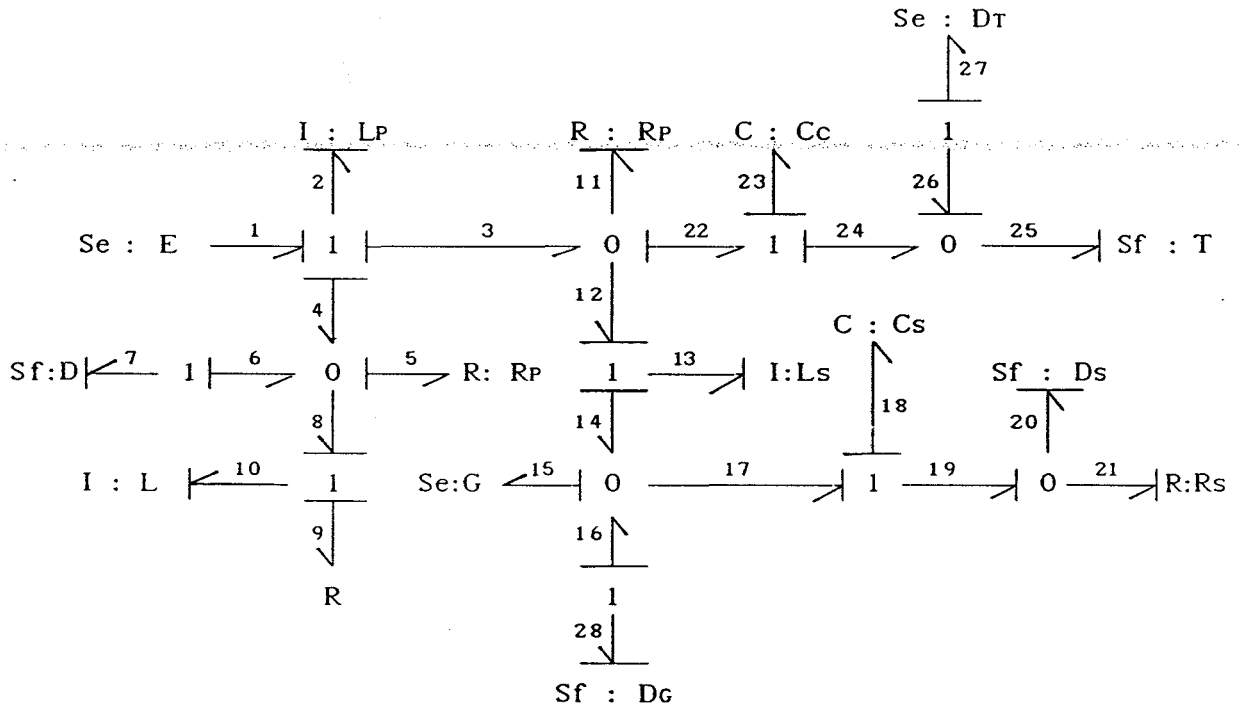 Se : DT
27
I : LP R : RP C : Cc 1
2 11 23 26
Se : E 1 1 3 0 22 1 24 0 25 Sf : T
4 12 C : Cs
Sf:D 7 1 6 0 5 R: RP 1 13 I:Ls Sf : Ds
8 14 18 20
I : L 10 1 Se:G 15 0 17 1 19 0 21 R:Rs
9 16
R 1
28
Sf : DG